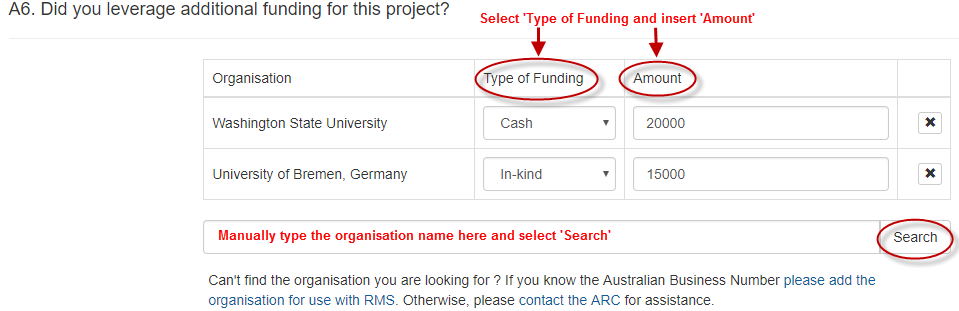 A6. Did you leverage additional funding for this project?
Select 'Type of Funding and insert 'Amount'
Organisation Type of Funding Amount
Washington State University Cash 20000
University of Bremen, Germany In-kind 15000
Manually type the organisation name here and select 'Search' Search
Can't find the organisation you are looking for ? If you know the Australian Business Number please add the
organisation for use with RMS. Otherwise, please contact the ARC for assistance.